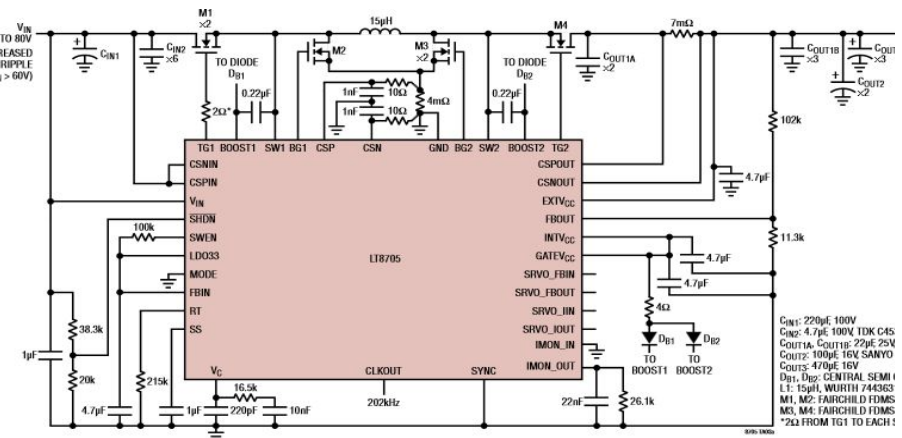 M1
×2
15µH
M4
7mΩ
VIN
TO 80V
REASED
RIPPLE
> 60V)
CIN1
CIN2
×6
M2
M3
×2
TO DIODE
DB1
TO DIODE
DB2
COUT1A
×2
COUT1B
×3
COUT
×3
COUT2
×2
2Ω*
0.22µF
1nF
10Ω
1nF
10Ω
4mΩ
0.22µF
102k
TG1 BOOST1 SW1 BG1 CSP CSN GND BG2 SW2 BOOST2 TG2
CSNIN
CSPIN
VIN
SHDN
SWEN
LDO33
MODE
FBIN
RT
SS
LT8705
CSPOUT
CSNOUT
EXTVCC
FBOUT
INTVCC
GATEVCC
SRVO_FBIN
SRVO_FBOUT
SRVO_IIN
SRVO_IOUT
IMON_IN
IMON_OUT
VC
CLKOUT
SYNC
4.7µF
11.3k
100k
4.7µF
4.7µF
4Ω
DB1
DB2
TO
BOOST1
TO
BOOST2
38.3k
1µF
20k
4.7µF
215k
1µF
220pF
16.5k
10nF
202kHz
22nF
26.1k
CIN1: 220µF, 100V
CIN2: 4.7µF, 100V, TDK C45
COUT1A, COUT1B: 22µF, 25V,
COUT2: 100µF, 16V, SANYO
COUT3: 470µF, 16V
DB1, DB2: CENTRAL SEMI
L1: 15µH, WURTH 744363
M1, M2: FAIRCHILD FDMS
M3, M4: FAIRCHILD FDMS
*2Ω FROM TG1 TO EACH
8705 TA02a